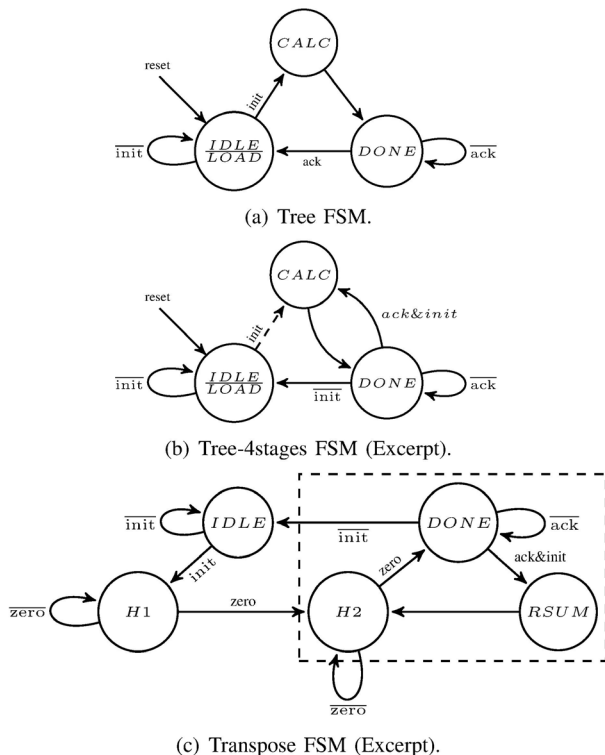 CALC
reset
init
IDLE
LOAD
DONE
init
ack
ack
(a) Tree FSM.
CALC
reset
init
ack&init
IDLE
LOAD
DONE
init
init
ack
(b) Tree-4stages FSM (Excerpt).
init
IDLE
DONE
ack
init
init
zero
ack&init
zero
H1
zero
H2
RSUM
zero
(c) Transpose FSM (Excerpt).